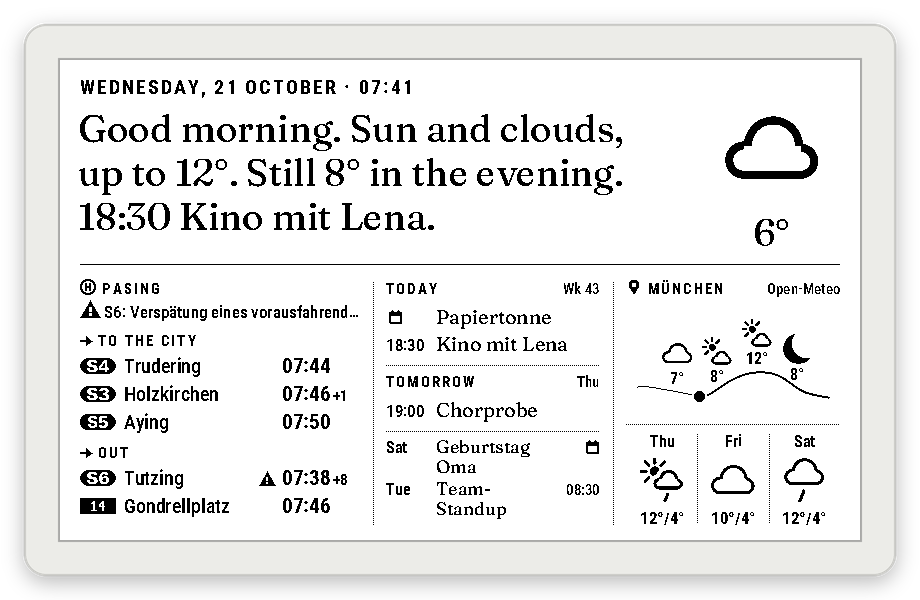 WEDNESDAY, 21 OCTOBER · 07:41
Good morning. Sun and clouds,
up to 12°. Still 8° in the evening.
18:30 Kino mit Lena.
6°
H PASING
S6: Verspätung eines vorausfahrend...
→ TO THE CITY
S4 Trudering 07:44
S3 Holzkirchen 07:46 +1
S5 Aying 07:50
→ OUT
S6 Tutzing 07:38 +8
14 Gondrellplatz 07:46
TODAY Wk 43
Papiertonne
18:30 Kino mit Lena
TOMORROW Thu
19:00 Chorprobe
Sat Geburtstag
Oma
Tue Team- 08:30
Standup
MÜNCHEN Open-Meteo
7° 8° 12° 8°
Thu Fri Sat
12°/4° 10°/4° 12°/4°